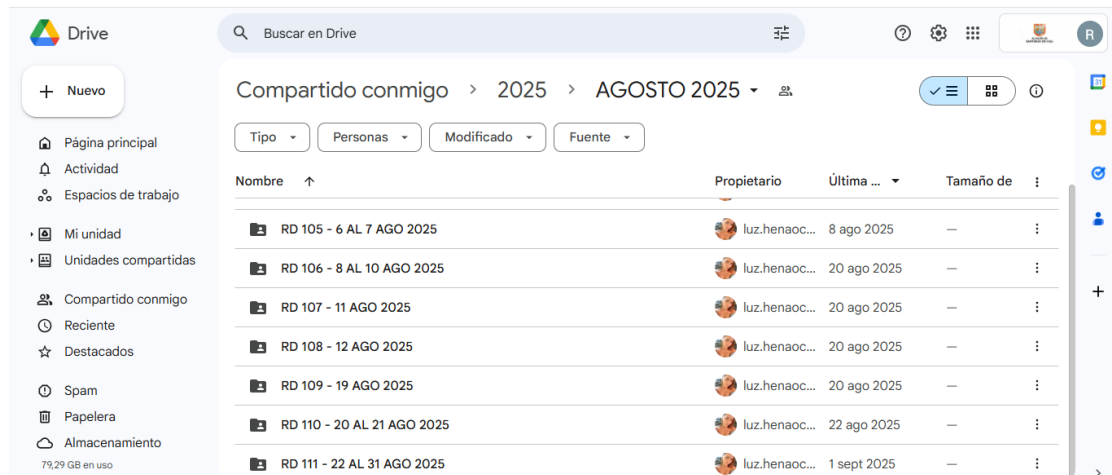 Drive
Buscar en Drive
R
Nuevo
Compartido conmigo > 2025 > AGOSTO 2025
Tipo Personas Modificado Fuente
Página principal
Actividad
Espacios de trabajo
Mi unidad
Unidades compartidas
Compartido conmigo
Reciente
Destacados
Spam
Papelera
Almacenamiento
79,29 GB en uso
Nombre Propietario Última ... Tamaño de
RD 105 - 6 AL 7 AGO 2025 luz.henaoc... 8 ago 2025 —
RD 106 - 8 AL 10 AGO 2025 luz.henaoc... 20 ago 2025 —
RD 107 - 11 AGO 2025 luz.henaoc... 20 ago 2025 —
RD 108 - 12 AGO 2025 luz.henaoc... 20 ago 2025 —
RD 109 - 19 AGO 2025 luz.henaoc... 20 ago 2025 —
RD 110 - 20 AL 21 AGO 2025 luz.henaoc... 22 ago 2025 —
RD 111 - 22 AL 31 AGO 2025 luz.henaoc... 1 sept 2025 —
31